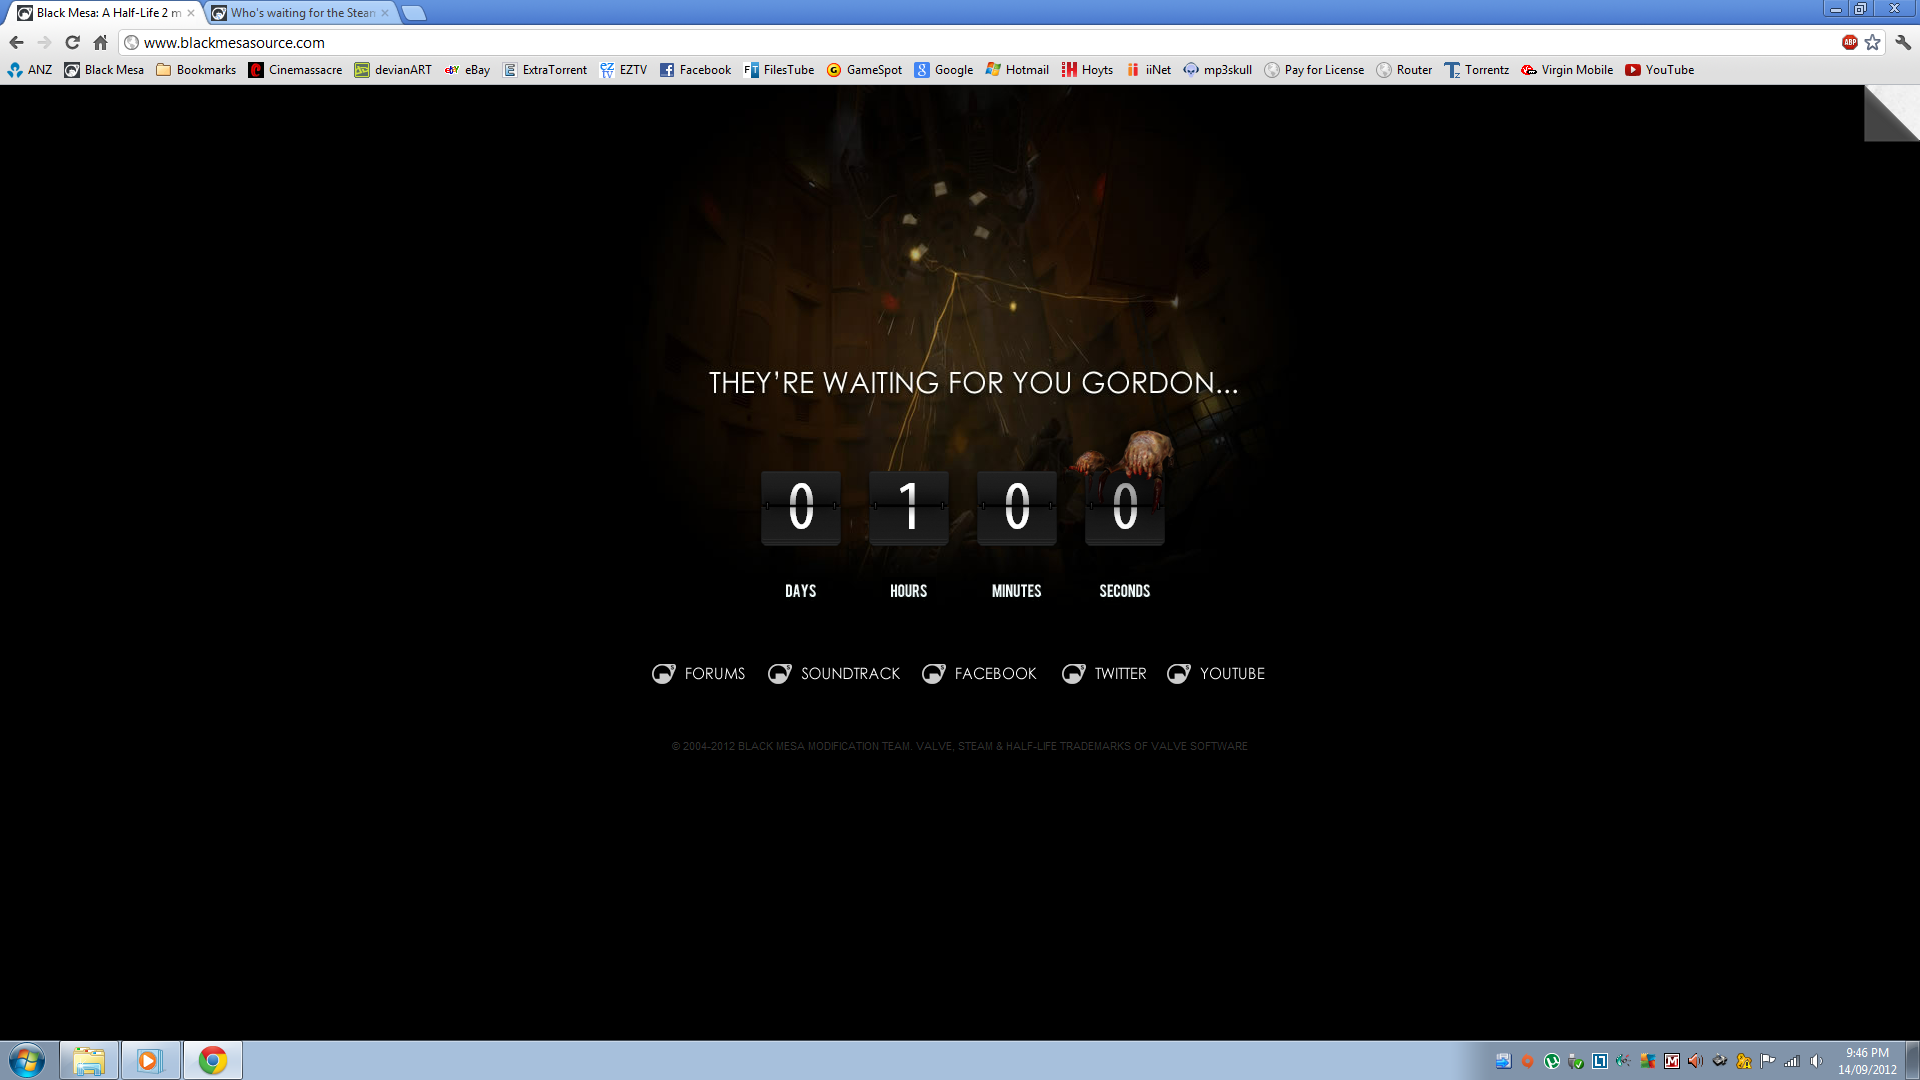 Black Mesa: A Half-Life 2 m
Who's waiting for the Stean
www.blackmesasource.com
ABP
ANZ Black Mesa Bookmarks Cinemassacre devianART eBay ExtraTorrent EZTV Facebook FilesTube GameSpot Google Hotmail Hoyts iiNet mp3skull Pay for License Router Torrentz Virgin Mobile YouTube
THEY'RE WAITING FOR YOU GORDON...
0 1 0 0
DAYS HOURS MINUTES SECONDS
FORUMS SOUNDTRACK FACEBOOK TWITTER YOUTUBE
© 2004-2012 BLACK MESA MODIFICATION TEAM. VALVE, STEAM & HALF-LIFE TRADEMARKS OF VALVE SOFTWARE
9:46 PM
14/09/2012